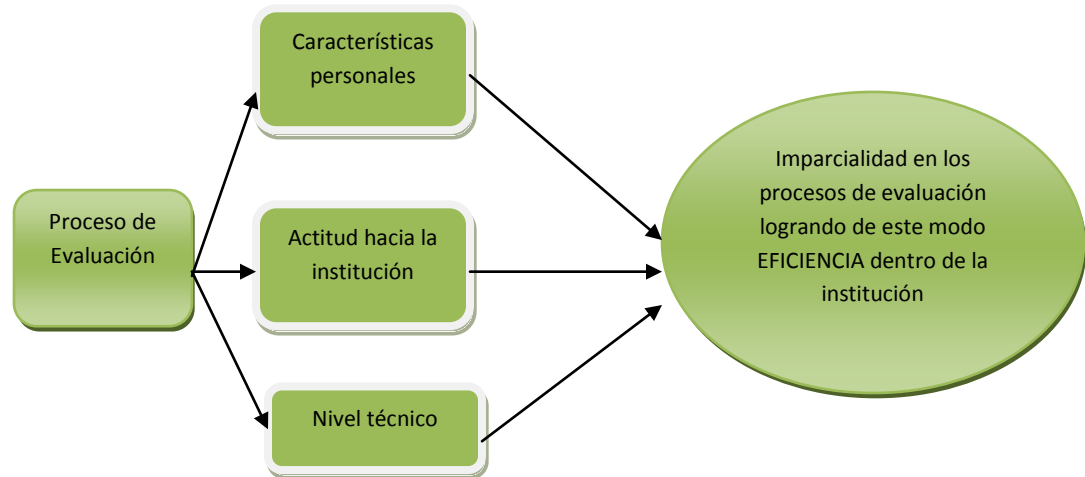 Características
personales
Proceso de
Evaluación
Actitud hacia la
institución
Nivel técnico
Imparcialidad en los
procesos de evaluación
logrando de este modo
EFICIENCIA dentro de la
institución